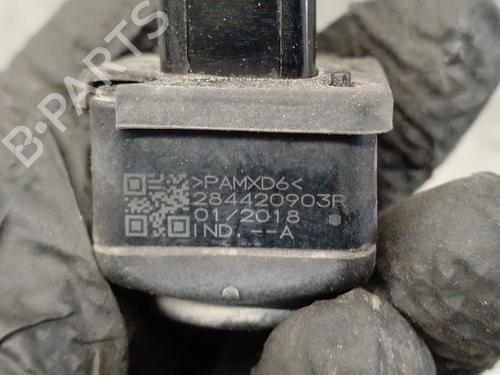 B-PARTS
>PAMXD6<
284420903R
01/2018
IND. --A